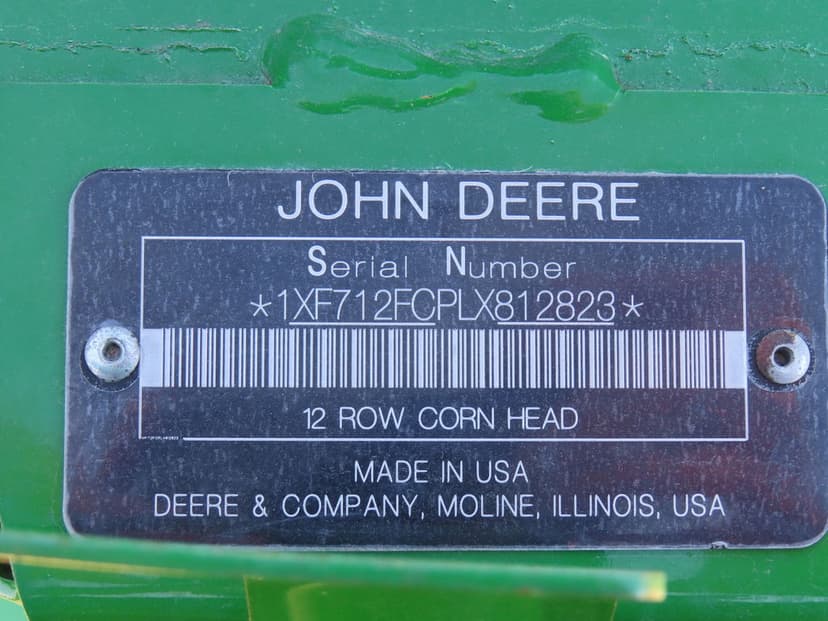 JOHN DEERE
Serial Number
*1XF712FCPLX812823*
12 ROW CORN HEAD
MADE IN USA
DEERE & COMPANY, MOLINE, ILLINOIS, USA